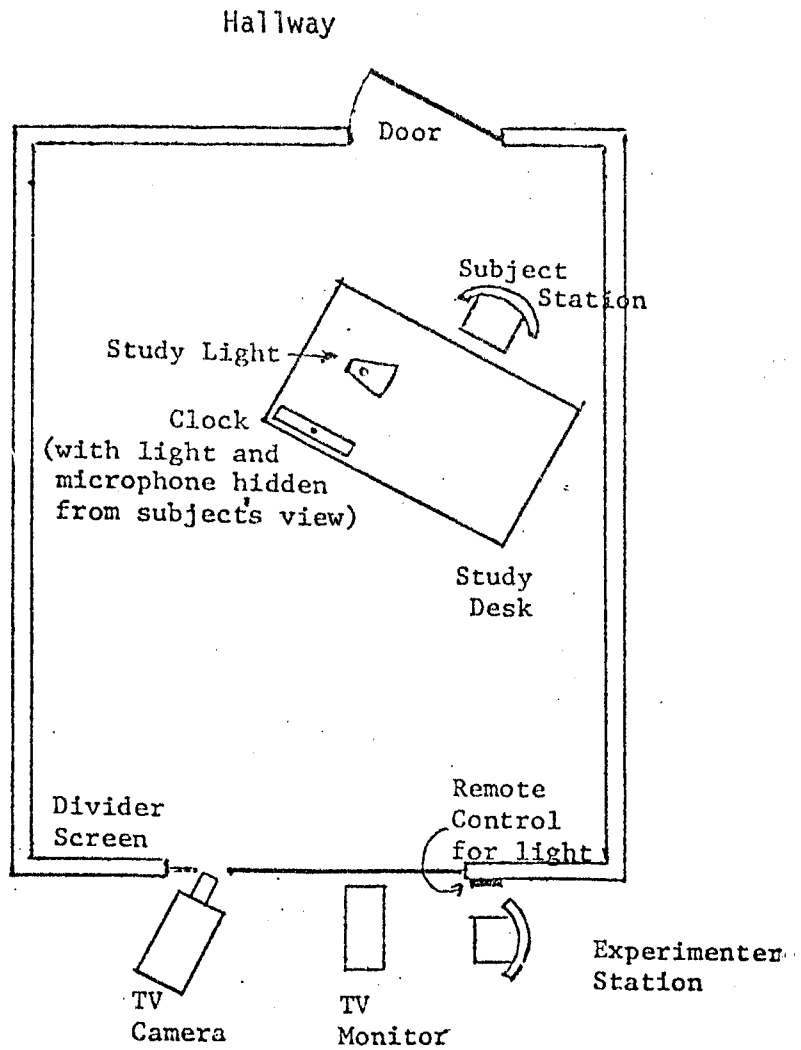 Hallway
Door
Subject
Station
Study Light
Clock
(with light and
microphone hidden
from subject's view)
Study
Desk
Divider
Screen
Remote
Control
for light
TV
Camera
TV
Monitor
Experimenter
Station